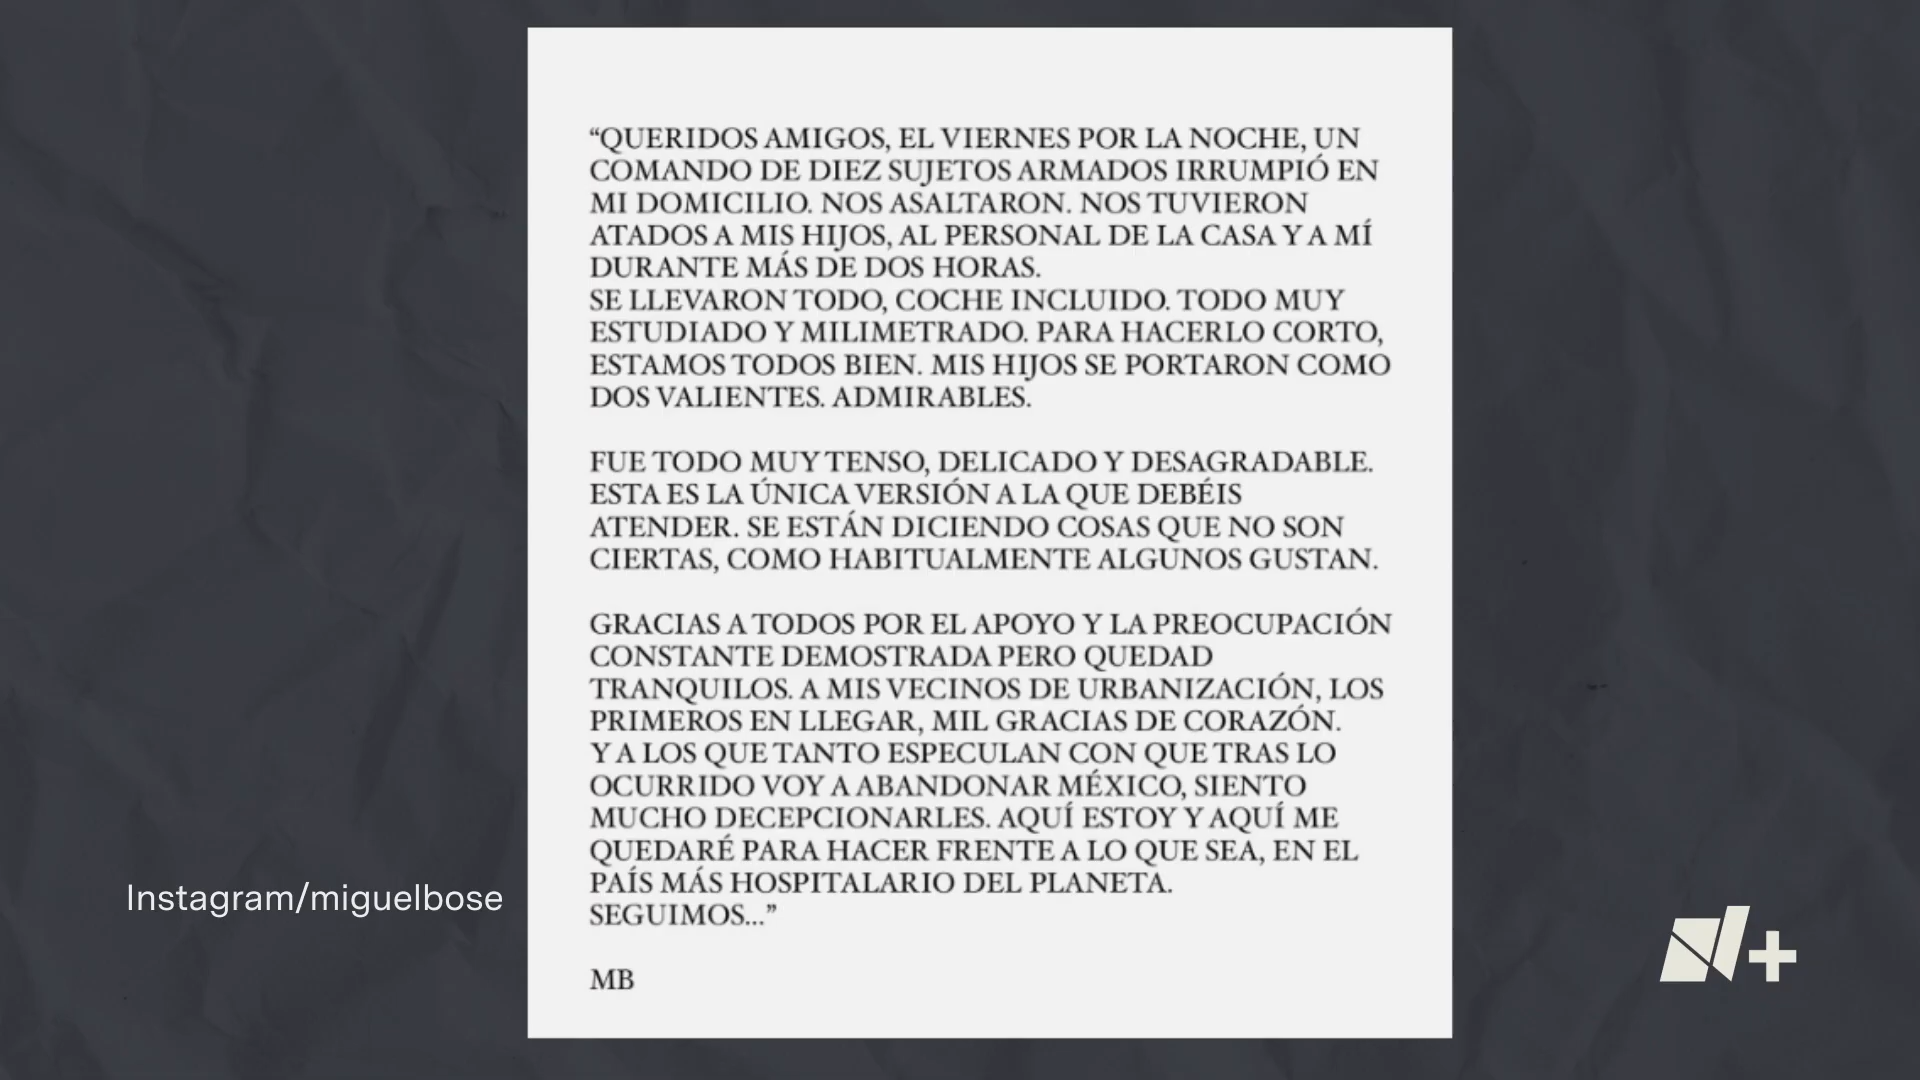 “QUERIDOS AMIGOS, EL VIERNES POR LA NOCHE, UN
COMANDO DE DIEZ SUJETOS ARMADOS IRRUMPIÓ EN
MI DOMICILIO. NOS ASALTARON. NOS TUVIERON
ATADOS A MIS HIJOS, AL PERSONAL DE LA CASA Y A MÍ
DURANTE MÁS DE DOS HORAS.
SE LLEVARON TODO, COCHE INCLUIDO. TODO MUY
ESTUDIADO Y MILIMETRADO. PARA HACERLO CORTO,
ESTAMOS TODOS BIEN. MIS HIJOS SE PORTARON COMO
DOS VALIENTES. ADMIRABLES.
FUE TODO MUY TENSO, DELICADO Y DESAGRADABLE.
ESTA ES LA ÚNICA VERSIÓN A LA QUE DEBÉIS
ATENDER. SE ESTÁN DICIENDO COSAS QUE NO SON
CIERTAS, COMO HABITUALMENTE ALGUNOS GUSTAN.
GRACIAS A TODOS POR EL APOYO Y LA PREOCUPACIÓN
CONSTANTE DEMOSTRADA PERO QUEDAD
TRANQUILOS. A MIS VECINOS DE URBANIZACIÓN, LOS
PRIMEROS EN LLEGAR, MIL GRACIAS DE CORAZÓN.
Y A LOS QUE TANTO ESPECULAN CON QUE TRAS LO
OCURRIDO VOY A ABANDONAR MÉXICO, SIENTO
MUCHO DECEPCIONARLES. AQUÍ ESTOY Y AQUÍ ME
QUEDARÉ PARA HACER FRENTE A LO QUE SEA, EN EL
PAÍS MÁS HOSPITALARIO DEL PLANETA.
SEGUIMOS...”
MB
Instagram/miguelbose
N+